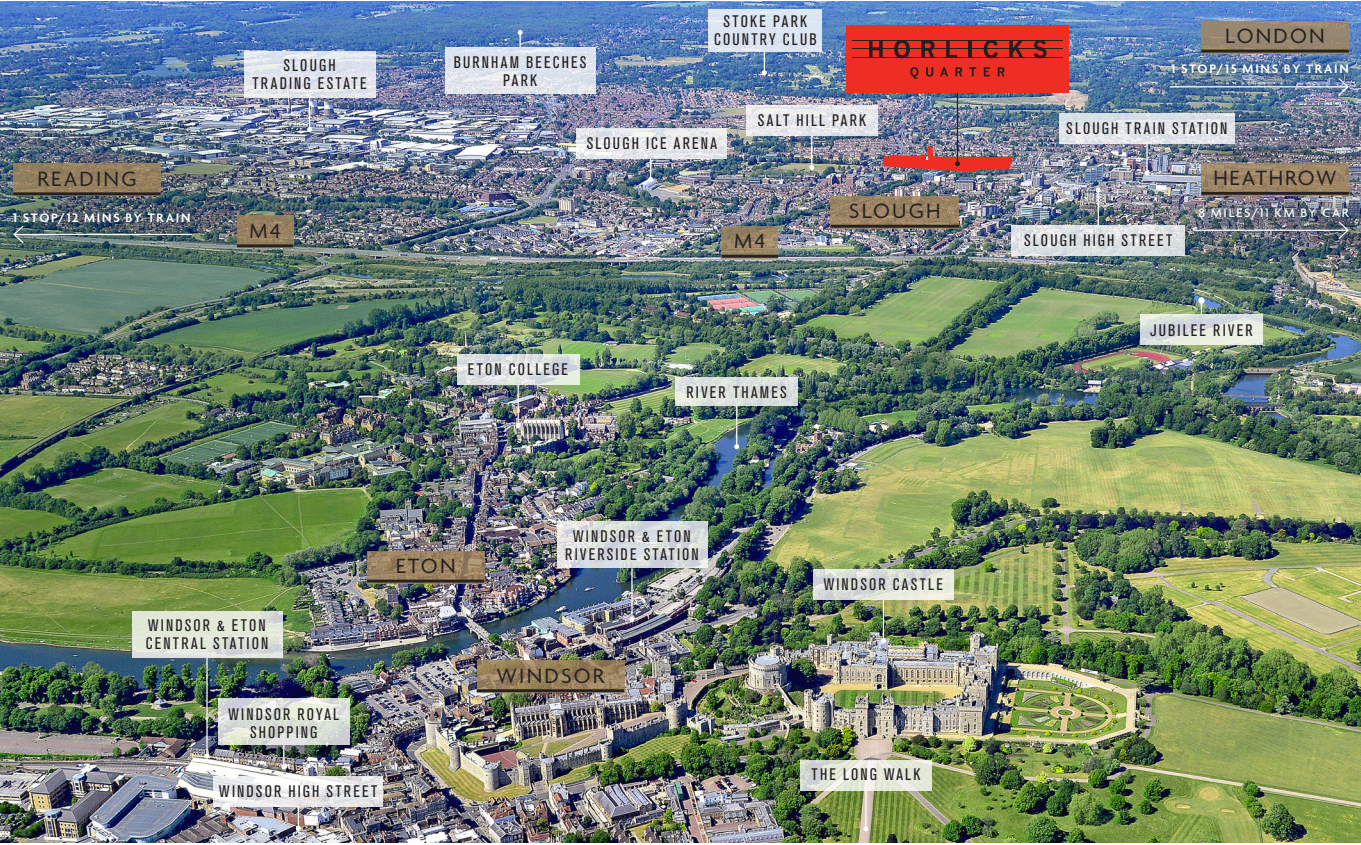 STOKE PARK
COUNTRY CLUB
HORLICKS
QUARTER
LONDON
1 STOP/15 MINS BY TRAIN
SLOUGH
TRADING ESTATE
BURNHAM BEECHES
PARK
SALT HILL PARK
SLOUGH TRAIN STATION
SLOUGH ICE ARENA
READING
1 STOP/12 MINS BY TRAIN
HEATHROW
8 MILES/11 KM BY CAR
M4
M4
SLOUGH
SLOUGH HIGH STREET
JUBILEE RIVER
ETON COLLEGE
RIVER THAMES
WINDSOR & ETON
RIVERSIDE STATION
ETON
WINDSOR CASTLE
WINDSOR & ETON
CENTRAL STATION
WINDSOR
WINDSOR ROYAL
SHOPPING
THE LONG WALK
WINDSOR HIGH STREET